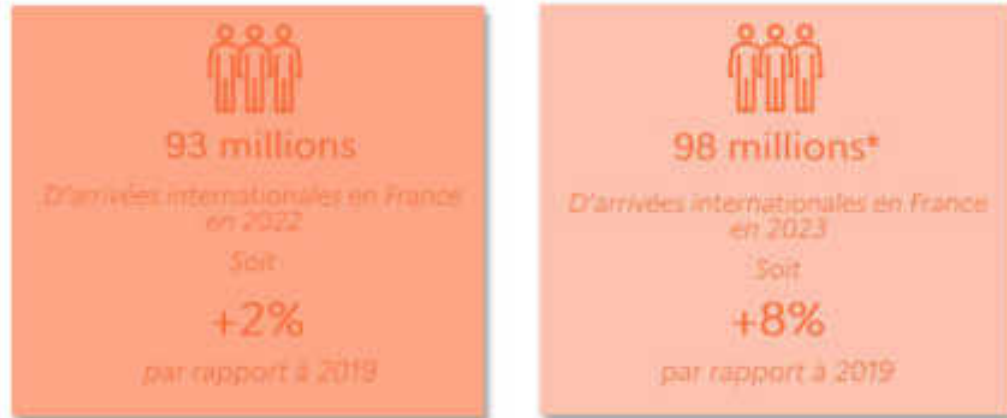 93 millions
D'arrivées internationales en France
en 2022
Soit
+2%
par rapport à 2019
98 millions*
D'arrivées internationales en France
en 2023
Soit
+8%
par rapport à 2019